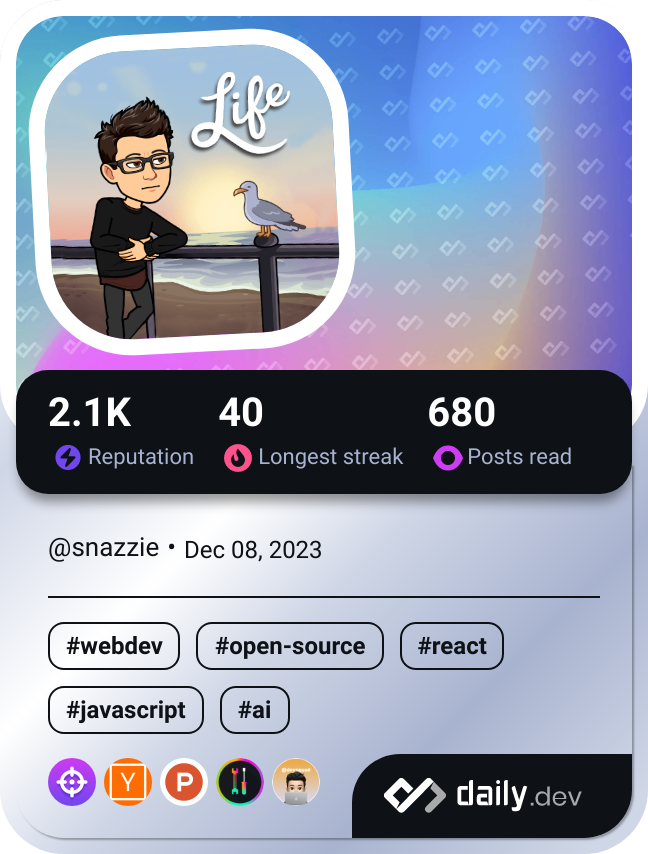 Life
2.1K 40 680
Reputation Longest streak Posts read
@snazzie • Dec 08, 2023
#webdev #open-source #react
#javascript #ai
Y P
daily.dev